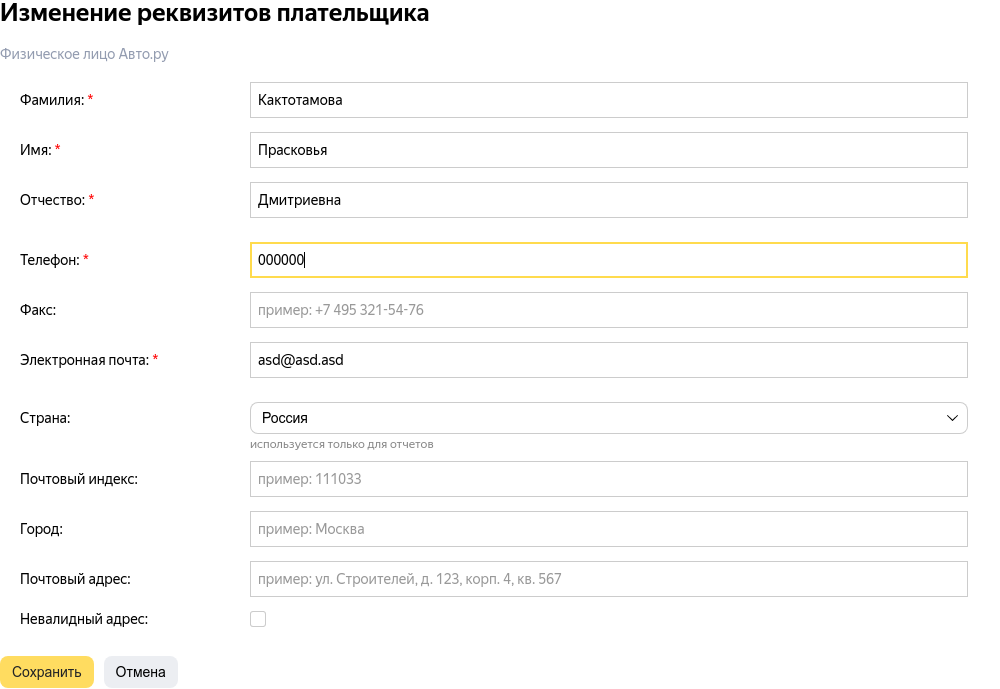 Изменение реквизитов плательщика
Физическое лицо Авто.ру
Фамилия: * Кактотамова
Имя: * Прасковья
Отчество: * Дмитриевна
Телефон: * 000000
Факс: пример: +7 495 321-54-76
Электронная почта: * asd@asd.asd
Страна: Россия
используется только для отчетов
Почтовый индекс: пример: 111033
Город: пример: Москва
Почтовый адрес: пример: ул. Строителей, д. 123, корп. 4, кв. 567
Невалидный адрес:
Сохранить Отмена